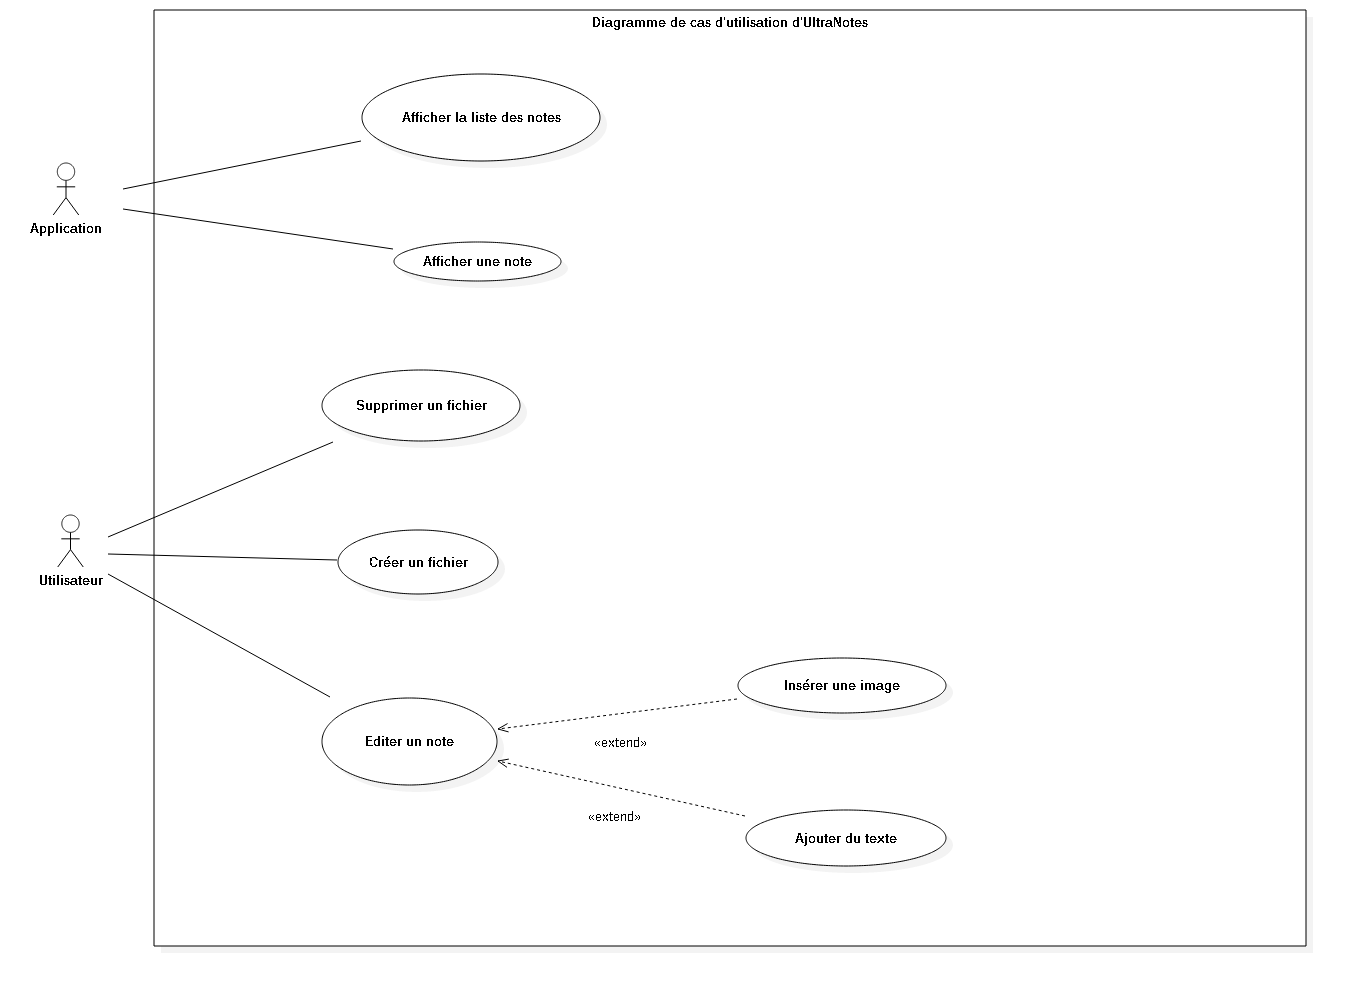 Diagramme de cas d'utilisation d'UltraNotes
Afficher la liste des notes
Application
Afficher une note
Supprimer un fichier
Créer un fichier
Utilisateur
Insérer une image
Editer un note
«extend»
«extend»
Ajouter du texte